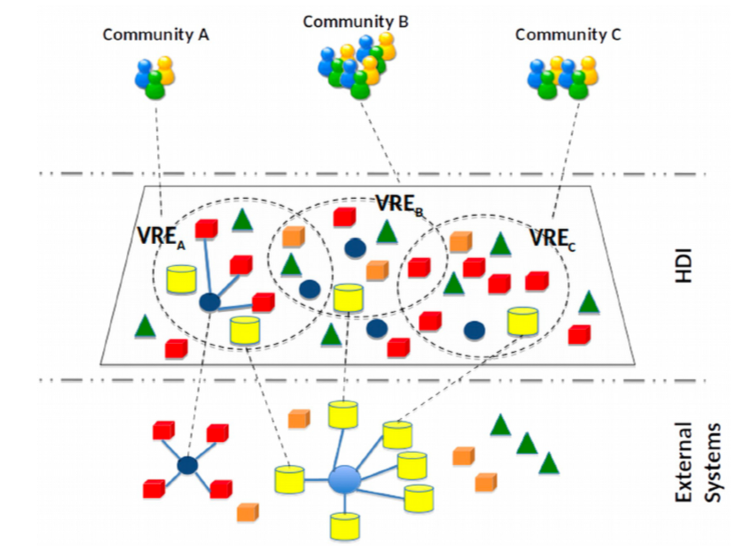 Community A
Community B
Community C
VREA
VREB
VREC
HDI
External
Systems